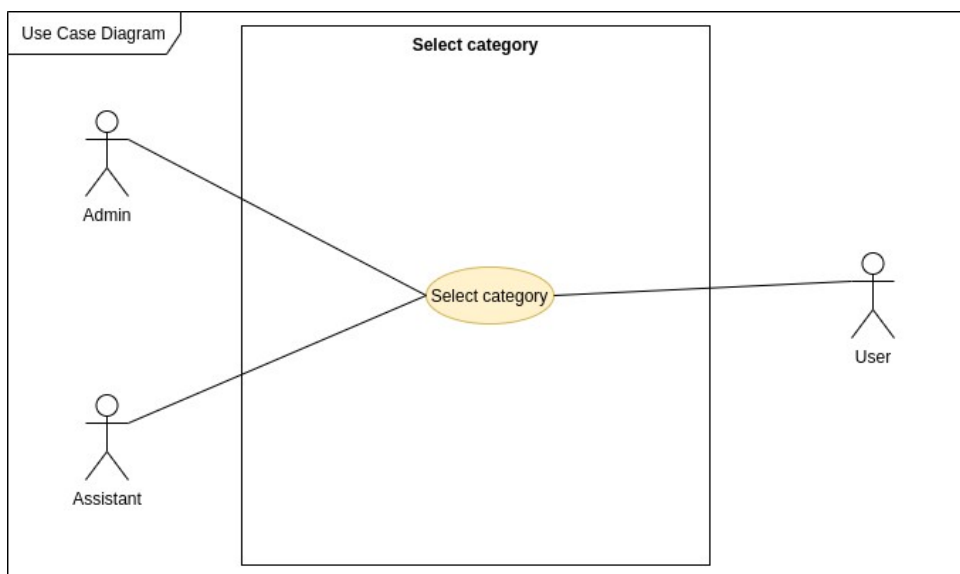 Use Case Diagram
Select category
Admin
Select category
User
Assistant